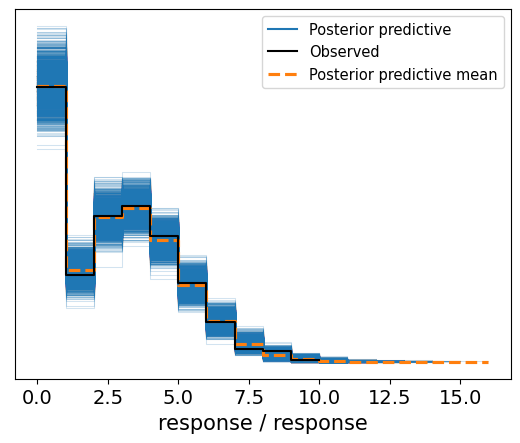 Posterior predictive
Observed
Posterior predictive mean
0.0 2.5 5.0 7.5 10.0 12.5 15.0
response / response